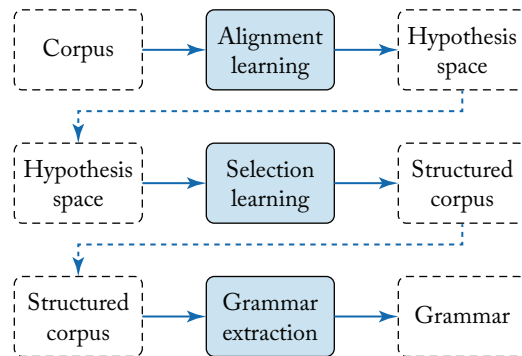 Corpus
Alignment
learning
Hypothesis
space
Hypothesis
space
Selection
learning
Structured
corpus
Structured
corpus
Grammar
extraction
Grammar